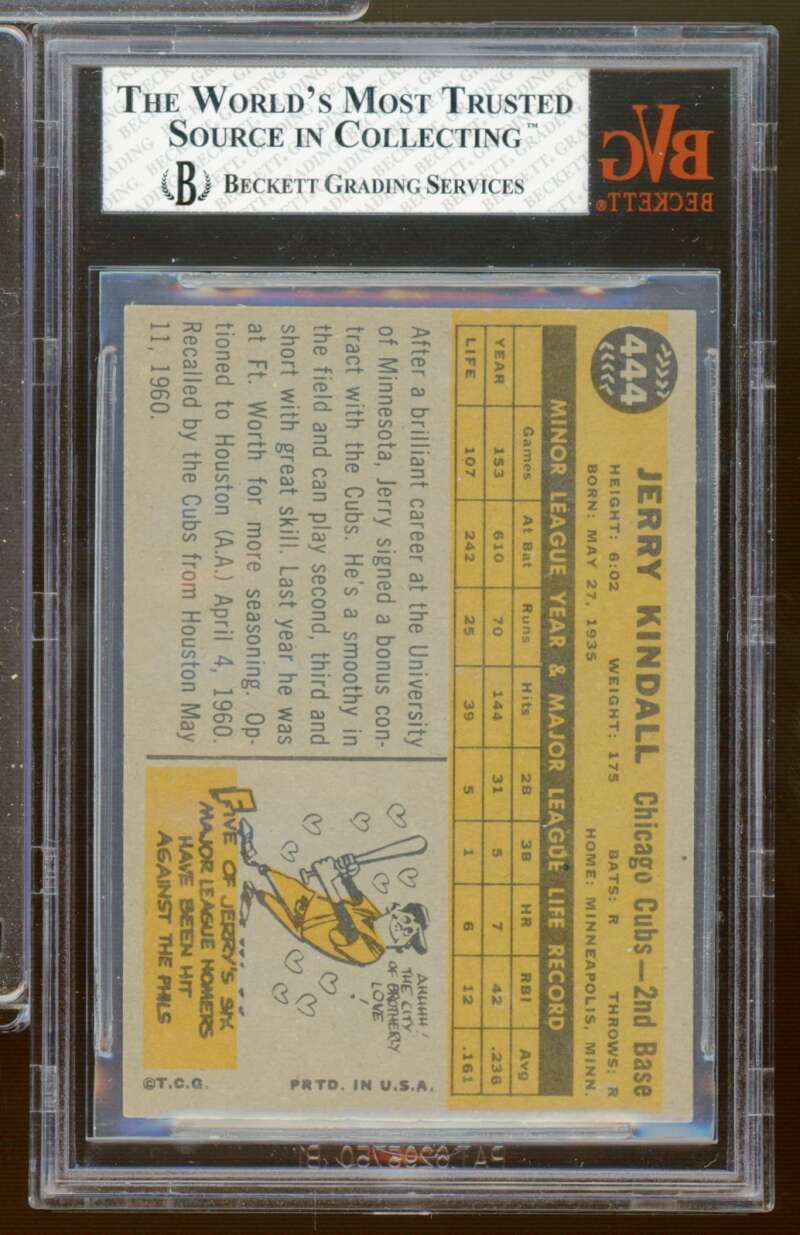 THE WORLD'S MOST TRUSTED
SOURCE IN COLLECTING™
B BECKETT GRADING SERVICES
BVG
BECKETT®
444
JERRY KINDALL Chicago Cubs—2nd Base
HEIGHT: 6:02 WEIGHT: 175 BATS: R THROWS: R
BORN: MAY 27, 1935 HOME: MINNEAPOLIS, MINN.
MINOR LEAGUE YEAR & MAJOR LEAGUE LIFE RECORD
Games At Bat Runs Hits 2B 3B HR RBI Avg
YEAR 153 610 70 144 31 5 7 42 .236
LIFE 107 242 25 39 5 1 6 12 .161
After a brilliant career at the University
of Minnesota, Jerry signed a bonus con-
tract with the Cubs. He's a smoothy in
the field and can play second, third and
short with great skill. Last year he was
at Ft. Worth for more seasoning. Op-
tioned to Houston (A.A.) April 4, 1960.
Recalled by the Cubs from Houston May
11, 1960.
AHHHH!
THE CITY
OF BROTHERLY
LOVE!
FIVE OF JERRY'S SIX
MAJOR LEAGUE HOMERS
HAVE BEEN HIT
AGAINST THE PHILS
©T.C.G. PRTD. IN U.S.A.